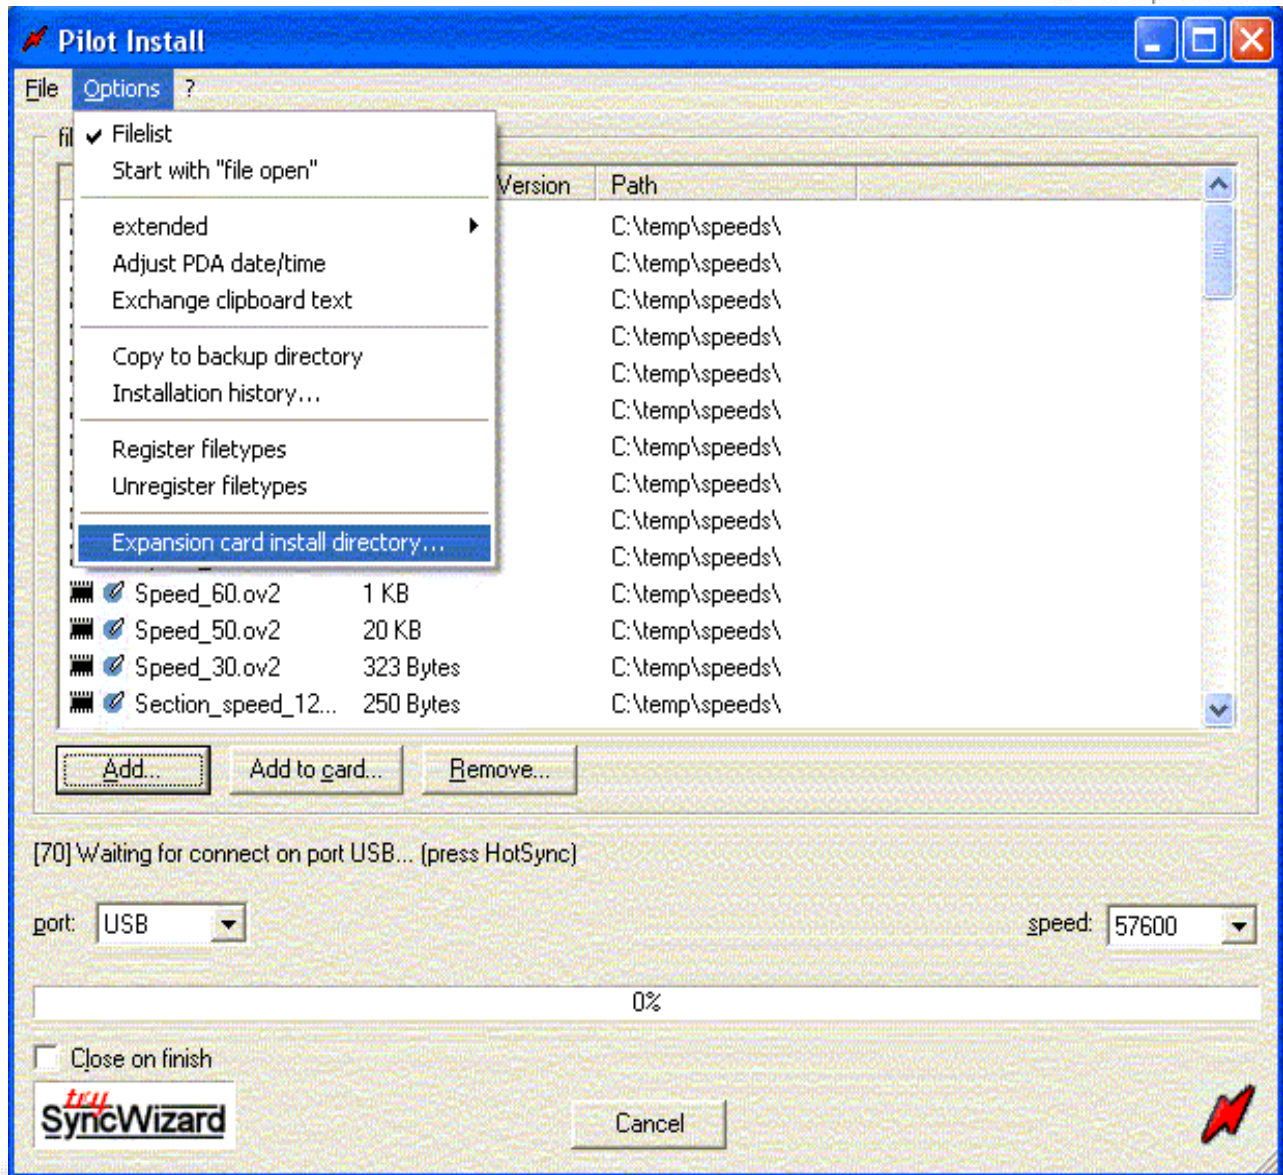 Pilot Install
File Options ?
Filelist
Start with "file open"
Version Path
extended C:\temp\speeds\
Adjust PDA date/time C:\temp\speeds\
Exchange clipboard text C:\temp\speeds\
C:\temp\speeds\
Copy to backup directory C:\temp\speeds\
Installation history... C:\temp\speeds\
Register filetypes C:\temp\speeds\
Unregister filetypes C:\temp\speeds\
C:\temp\speeds\
Expansion card install directory... C:\temp\speeds\
Speed_60.ov2 1 KB C:\temp\speeds\
Speed_50.ov2 20 KB C:\temp\speeds\
Speed_30.ov2 323 Bytes C:\temp\speeds\
Section_speed_12... 250 Bytes C:\temp\speeds\
Add... Add to card... Remove...
[70] Waiting for connect on port USB... (press HotSync)
port: USB speed: 57600
0%
Close on finish
try
SyncWizard
Cancel